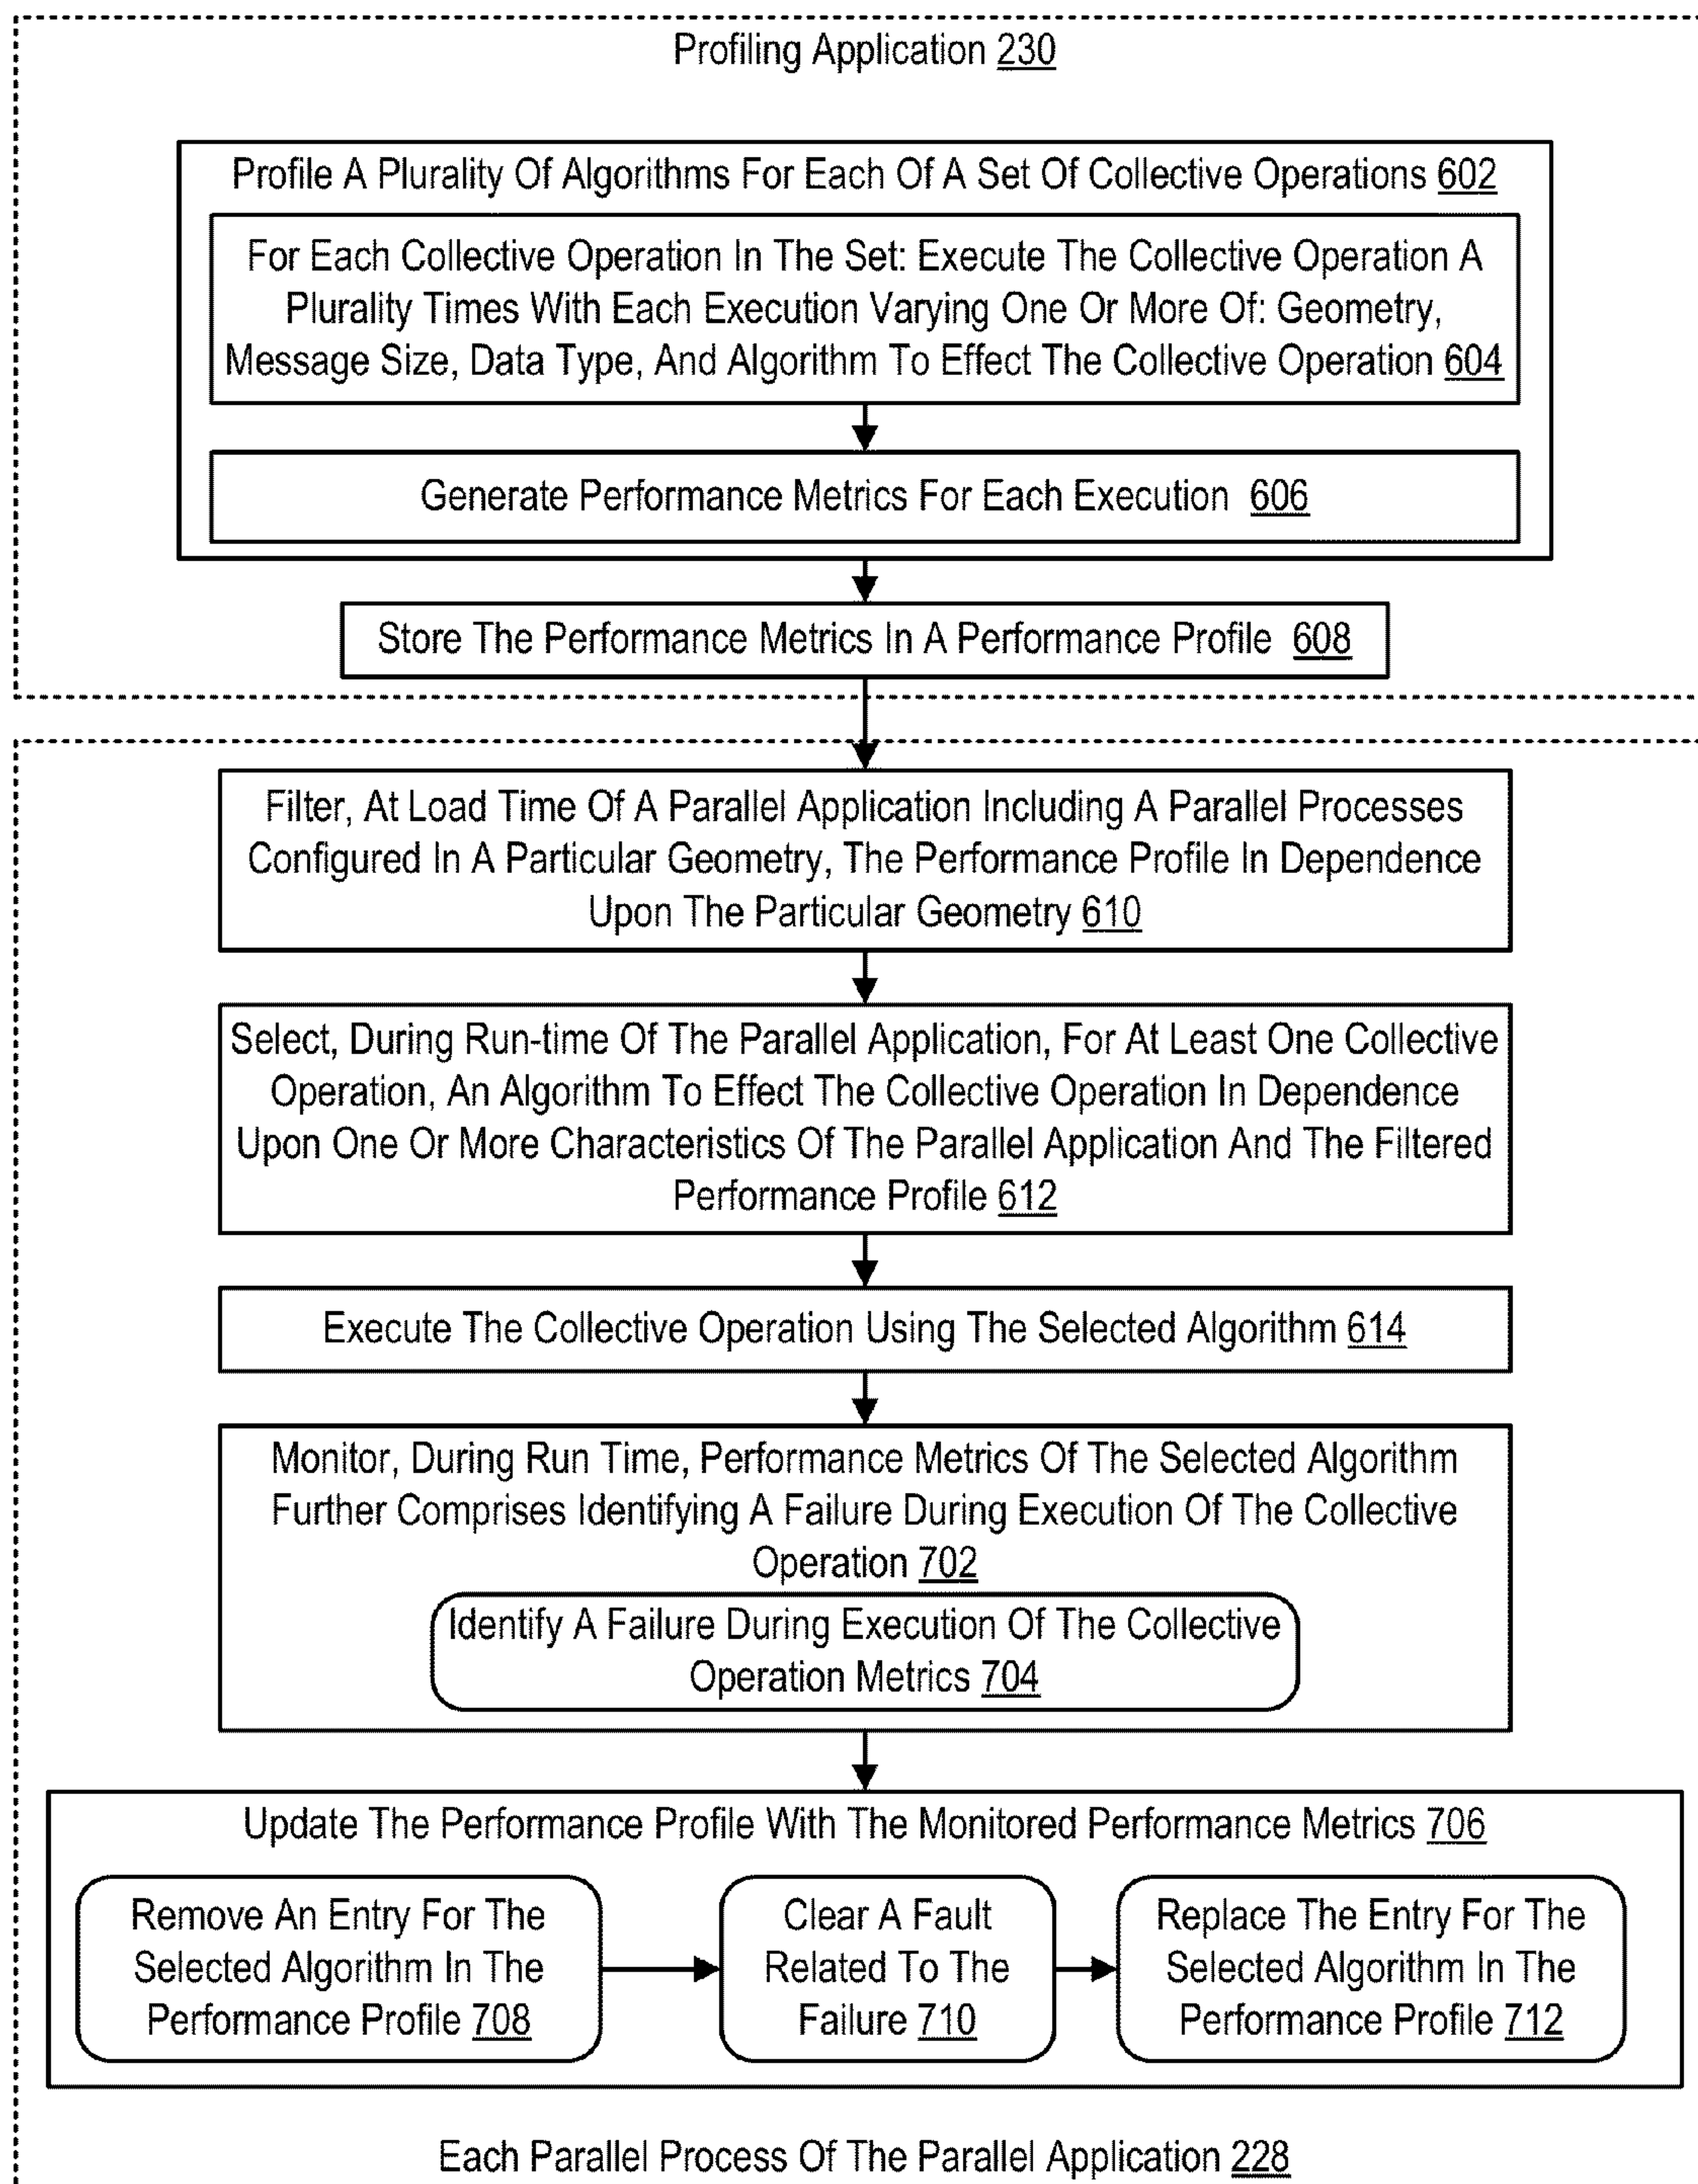 Profiling Application 230
Profile A Plurality Of Algorithms For Each Of A Set Of Collective Operations 602
For Each Collective Operation In The Set: Execute The Collective Operation A
Plurality Times With Each Execution Varying One Or More Of: Geometry,
Message Size, Data Type, And Algorithm To Effect The Collective Operation 604
Generate Performance Metrics For Each Execution 606
Store The Performance Metrics In A Performance Profile 608
Filter, At Load Time Of A Parallel Application Including A Parallel Processes
Configured In A Particular Geometry, The Performance Profile In Dependence
Upon The Particular Geometry 610
Select, During Run-time Of The Parallel Application, For At Least One Collective
Operation, An Algorithm To Effect The Collective Operation In Dependence
Upon One Or More Characteristics Of The Parallel Application And The Filtered
Performance Profile 612
Execute The Collective Operation Using The Selected Algorithm 614
Monitor, During Run Time, Performance Metrics Of The Selected Algorithm
Further Comprises Identifying A Failure During Execution Of The Collective
Operation 702
Identify A Failure During Execution Of The Collective
Operation Metrics 704
Update The Performance Profile With The Monitored Performance Metrics 706
Remove An Entry For The
Selected Algorithm In The
Performance Profile 708
Clear A Fault
Related To The
Failure 710
Replace The Entry For The
Selected Algorithm In The
Performance Profile 712
Each Parallel Process Of The Parallel Application 228